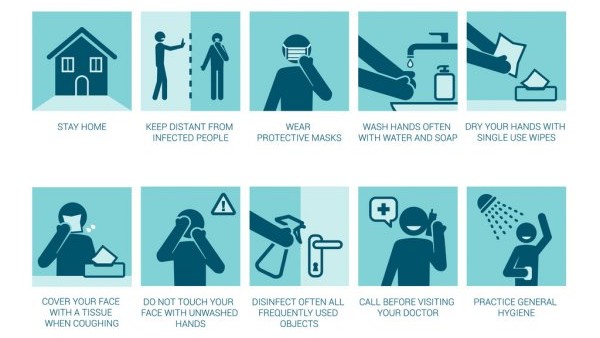 STAY HOME
KEEP DISTANT FROM
INFECTED PEOPLE
WEAR
PROTECTIVE MASKS
WASH HANDS OFTEN
WITH WATER AND SOAP
DRY YOUR HANDS WITH
SINGLE USE WIPES
COVER YOUR FACE
WITH A TISSUE
WHEN COUGHING
DO NOT TOUCH YOUR
FACE WITH UNWASHED
HANDS
DISINFECT OFTEN ALL
FREQUENTLY USED
OBJECTS
CALL BEFORE VISITING
YOUR DOCTOR
PRACTICE GENERAL
HYGIENE